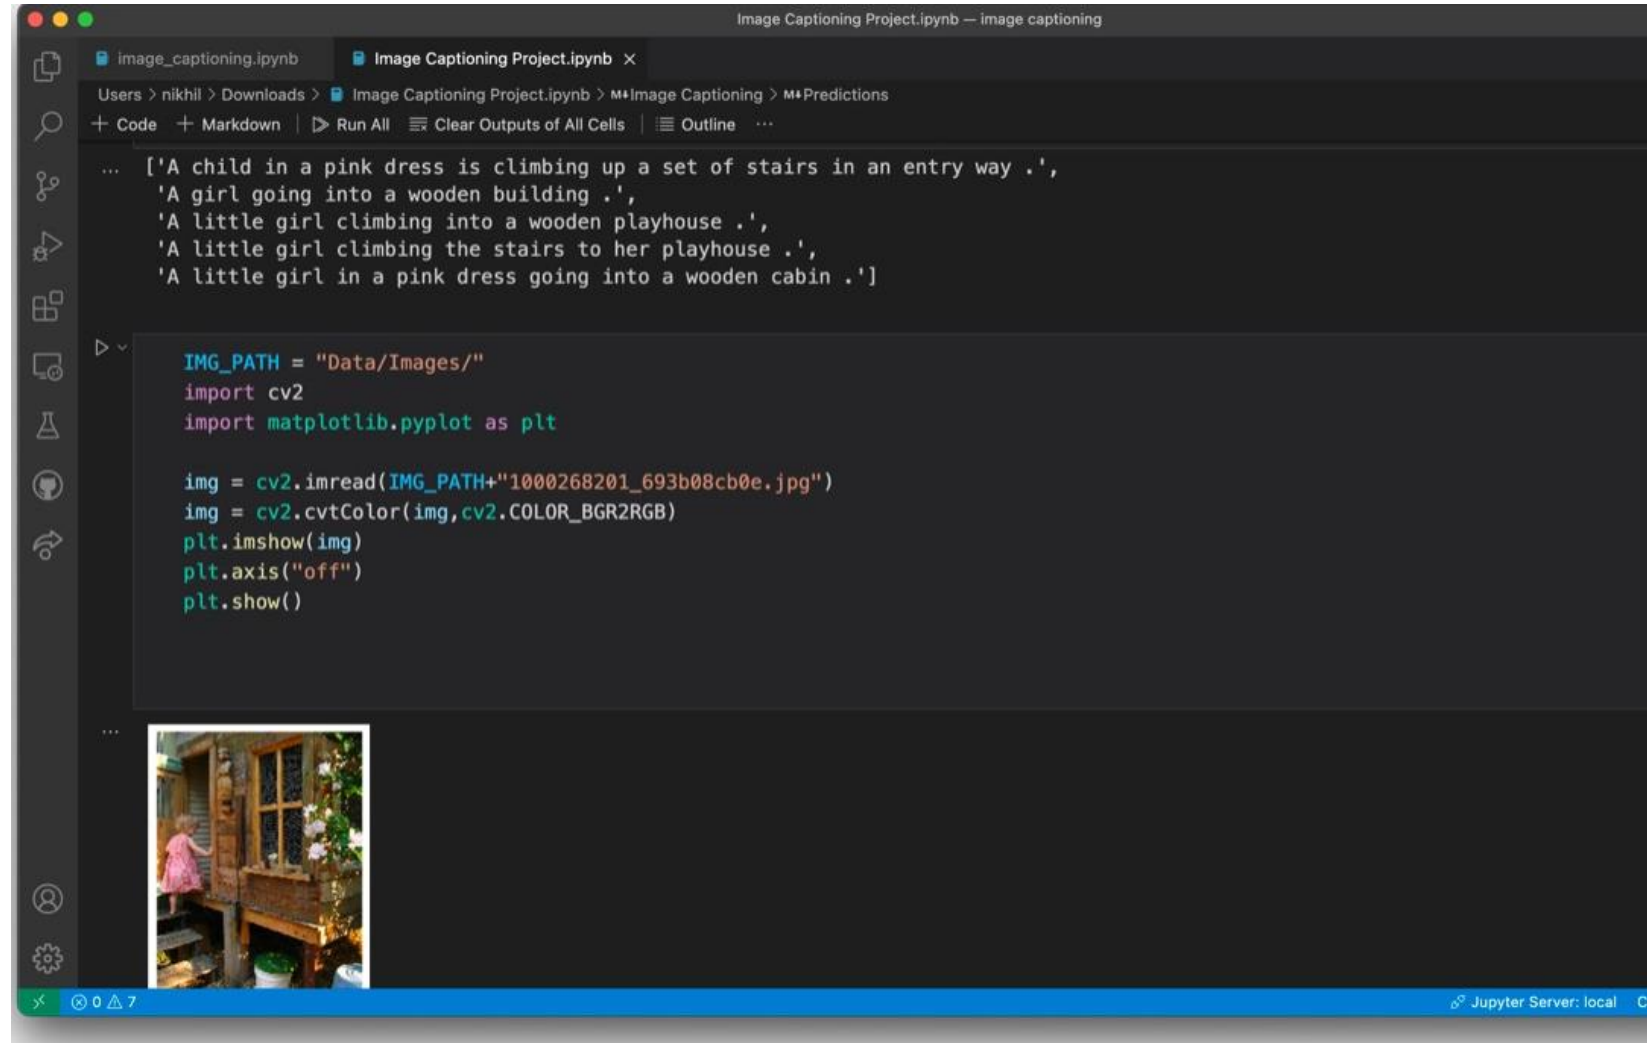 Image Captioning Project.ipynb — image captioning
image_captioning.ipynb Image Captioning Project.ipynb ×
Users > nikhil > Downloads > Image Captioning Project.ipynb > M↓Image Captioning > M↓Predictions
+ Code + Markdown | Run All Clear Outputs of All Cells | Outline ...
... ['A child in a pink dress is climbing up a set of stairs in an entry way .',
'A girl going into a wooden building .',
'A little girl climbing into a wooden playhouse .',
'A little girl climbing the stairs to her playhouse .',
'A little girl in a pink dress going into a wooden cabin .']
IMG_PATH = "Data/Images/"
import cv2
import matplotlib.pyplot as plt
img = cv2.imread(IMG_PATH+"1000268201_693b08cb0e.jpg")
img = cv2.cvtColor(img,cv2.COLOR_BGR2RGB)
plt.imshow(img)
plt.axis("off")
plt.show()
...
0 7 Jupyter Server: local C